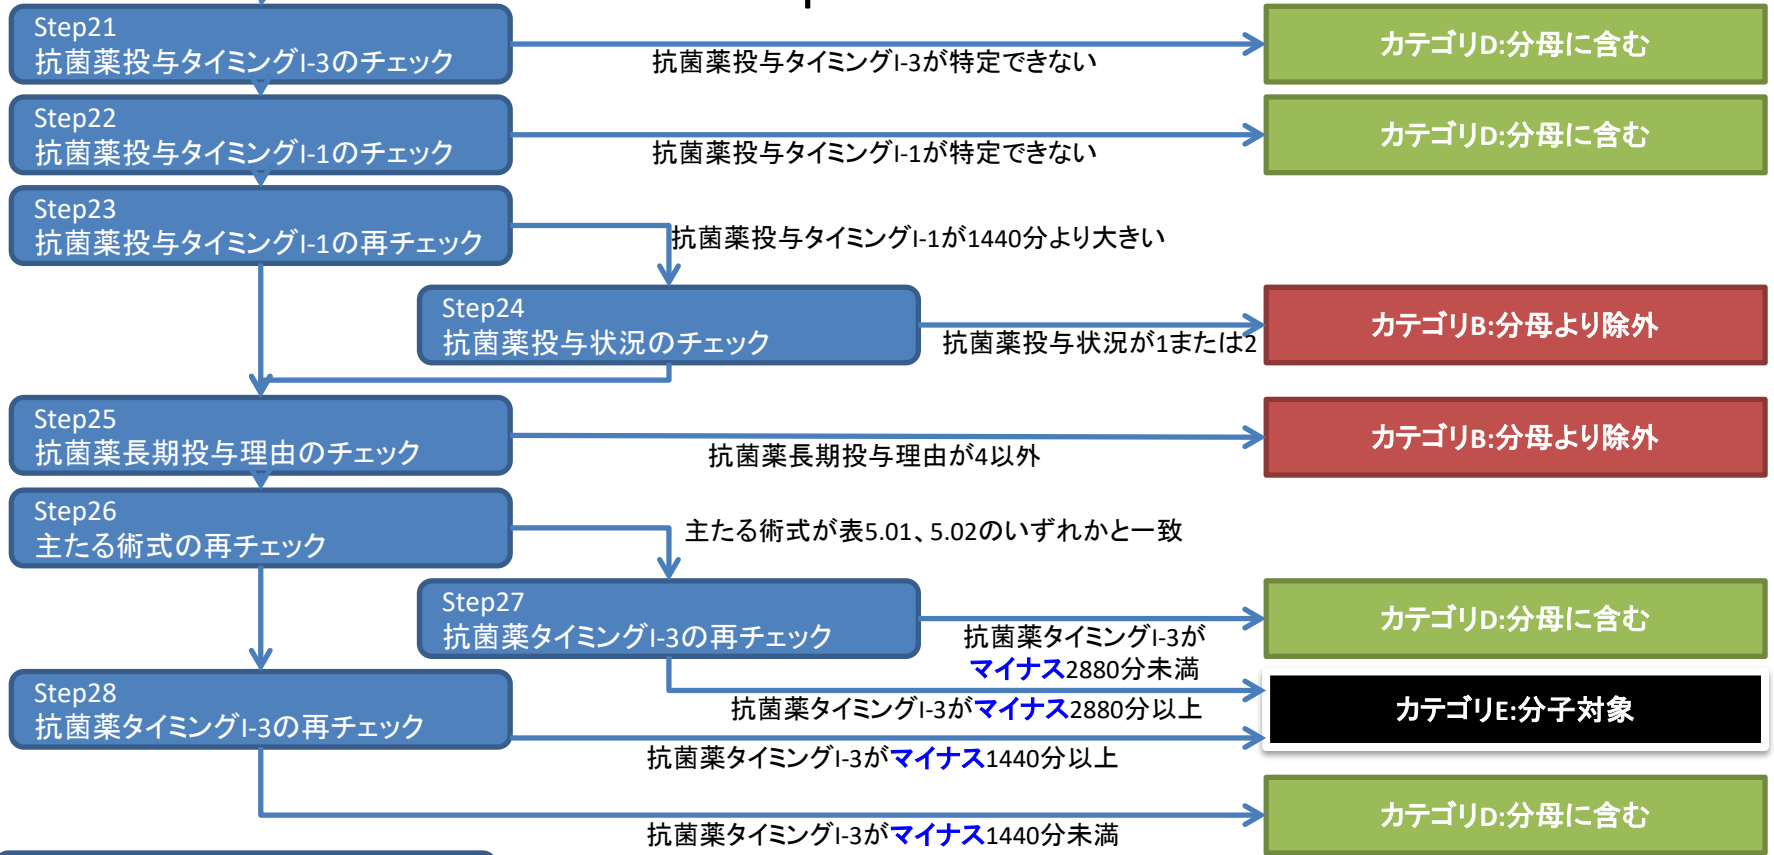 Step21
抗菌薬投与タイミングI-3のチェック
抗菌薬投与タイミングI-3が特定できない
カテゴリD:分母に含む
Step22
抗菌薬投与タイミングI-1のチェック
抗菌薬投与タイミングI-1が特定できない
カテゴリD:分母に含む
Step23
抗菌薬投与タイミングI-1の再チェック
抗菌薬投与タイミングI-1が1440分より大きい
Step24
抗菌薬投与状況のチェック
抗菌薬投与状況が1または2
カテゴリB:分母より除外
Step25
抗菌薬長期投与理由のチェック
抗菌薬長期投与理由が4以外
カテゴリB:分母より除外
Step26
主たる術式の再チェック
主たる術式が表5.01、5.02のいずれかと一致
Step27
抗菌薬タイミングI-3の再チェック
抗菌薬タイミングI-3が
マイナス2880分未満
カテゴリD:分母に含む
抗菌薬タイミングI-3がマイナス2880分以上
カテゴリE:分子対象
Step28
抗菌薬タイミングI-3の再チェック
抗菌薬タイミングI-3がマイナス1440分以上
抗菌薬タイミングI-3がマイナス1440分未満
カテゴリD:分母に含む